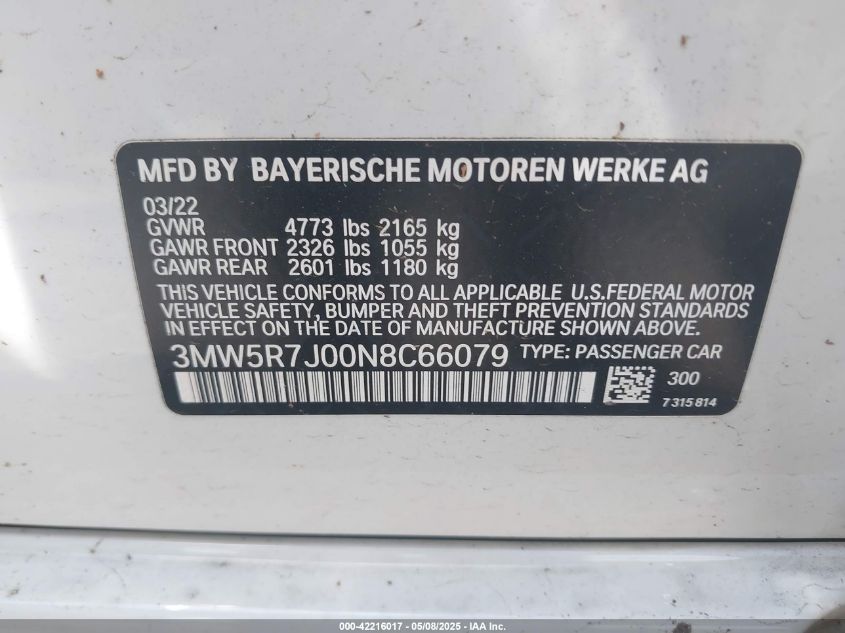 MFD BY BAYERISCHE MOTOREN WERKE AG
03/22
GVWR 4773 lbs 2165 kg
GAWR FRONT 2326 lbs 1055 kg
GAWR REAR 2601 lbs 1180 kg
THIS VEHICLE CONFORMS TO ALL APPLICABLE U.S.FEDERAL MOTOR
VEHICLE SAFETY, BUMPER AND THEFT PREVENTION STANDARDS
IN EFFECT ON THE DATE OF MANUFACTURE SHOWN ABOVE.
3MW5R7J00N8C66079 TYPE: PASSENGER CAR
300
7315814
000-42216017 — 05/08/2025 - IAA Inc.